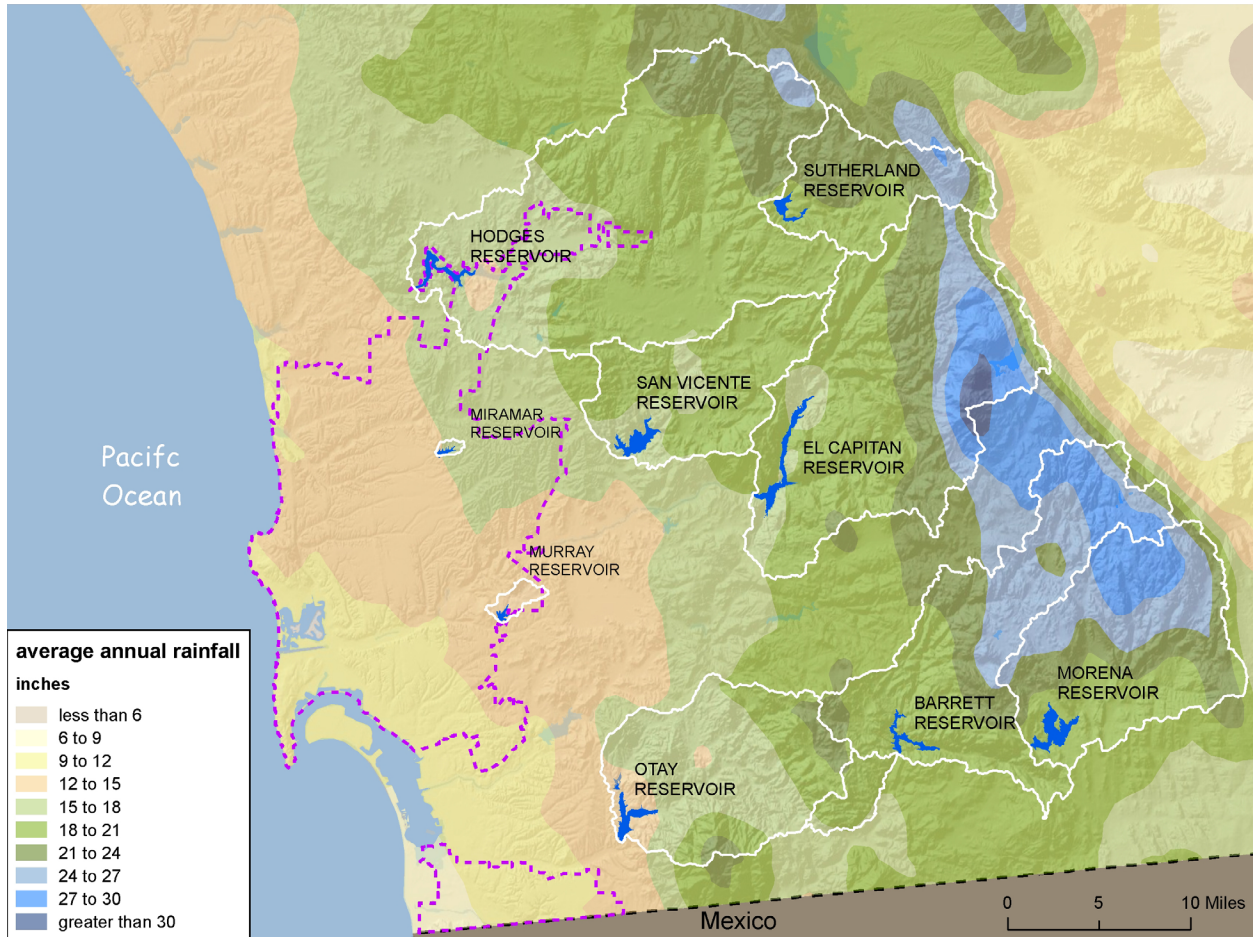 SUTHERLAND
RESERVOIR
HODGES
RESERVOIR
SAN VICENTE
RESERVOIR
MIRAMAR
RESERVOIR
EL CAPITAN
RESERVOIR
Pacifc
Ocean
MURRAY
RESERVOIR
MORENA
RESERVOIR
BARRETT
RESERVOIR
OTAY
RESERVOIR
average annual rainfall
inches
less than 6
6 to 9
9 to 12
12 to 15
15 to 18
18 to 21
21 to 24
24 to 27
27 to 30
greater than 30
Mexico
0 5 10 Miles